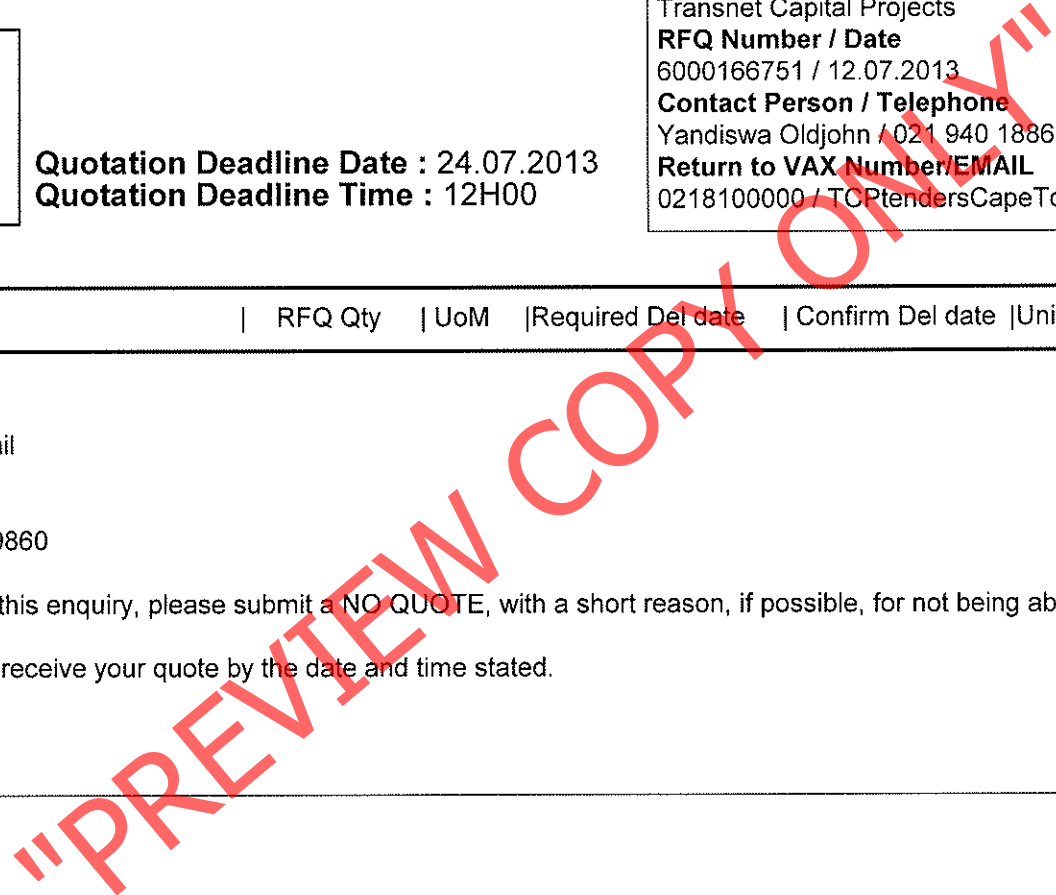 Transnet Capital Projects
RFQ Number / Date
6000166751 / 12.07.2013
Contact Person / Telephone
Yandiswa Oldjohn / 021 940 1886
Return to VAX Number/EMAIL
0218100000 / TCPtendersCapeTo
Quotation Deadline Date : 24.07.2013
Quotation Deadline Time : 12H00
| RFQ Qty | UoM |Required Del date | Confirm Del date |Uni
il
9860
this enquiry, please submit a NO QUOTE, with a short reason, if possible, for not being ab
receive your quote by the date and time stated.
"PREVIEW COPY ONLY"